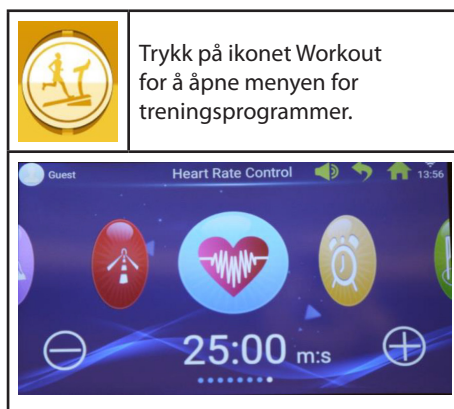 Trykk på ikonet Workout
for å åpne menyen for
treningsprogrammer.
Guest
Heart Rate Control
13:56
25:00 m:s